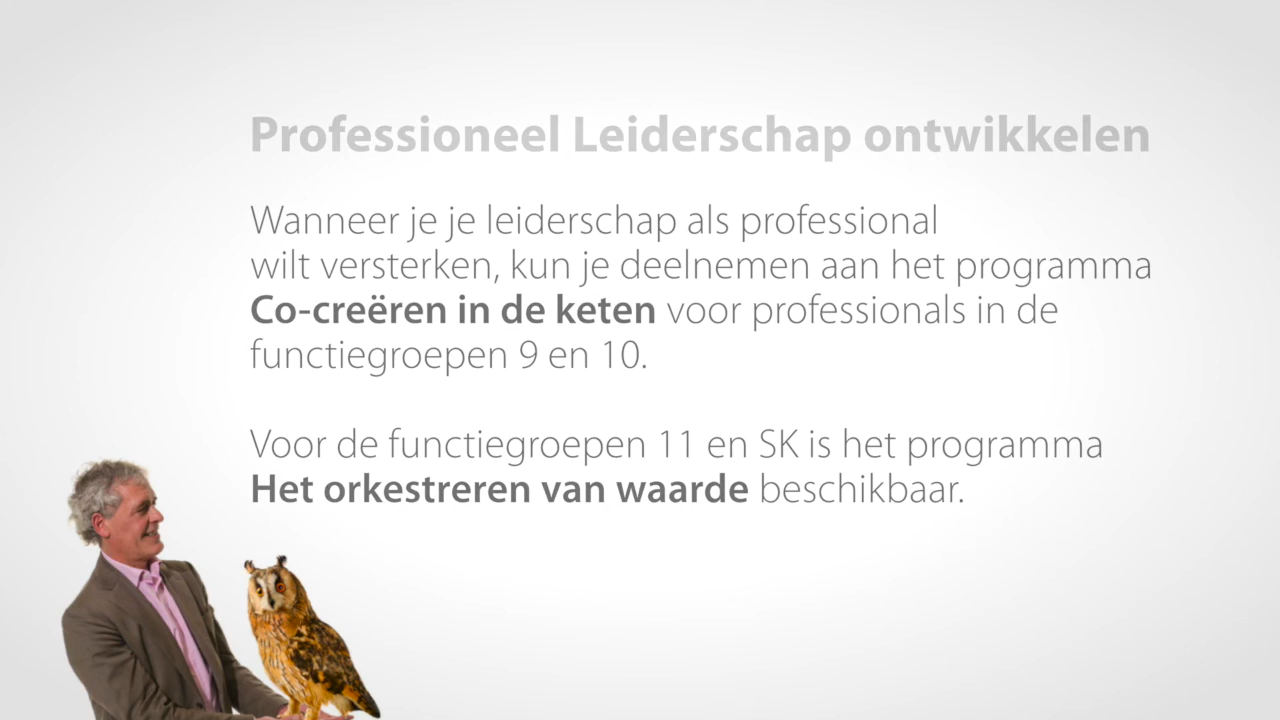 Professioneel Leiderschap ontwikkelen
Wanneer je je leiderschap als professional
wilt versterken, kun je deelnemen aan het programma
Co-creëren in de keten voor professionals in de
functiegroepen 9 en 10.
Voor de functiegroepen 11 en SK is het programma
Het orkestreren van waarde beschikbaar.